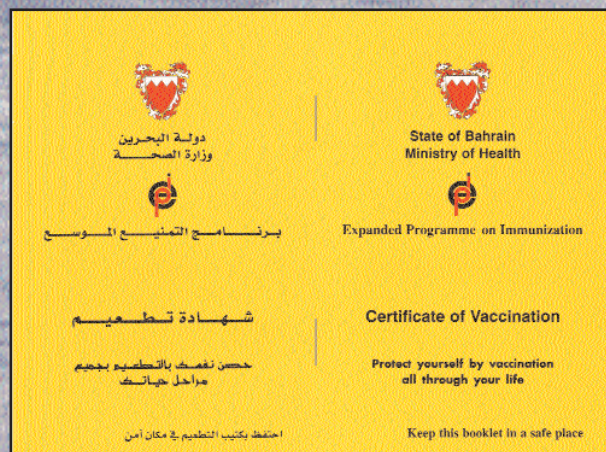 دولة البحرين
وزارة الصحة
برنامج التمنيع الموسع
شهادة تطعيم
حصن نفسك بالتطعيم بجميع
مراحل حياتك
احتفظ بكتيب التطعيم في مكان آمن
State of Bahrain
Ministry of Health
epi
Expanded Programme on Immunization
Certificate of Vaccination
Protect yourself by vaccination
all through your life
Keep this booklet in a safe place